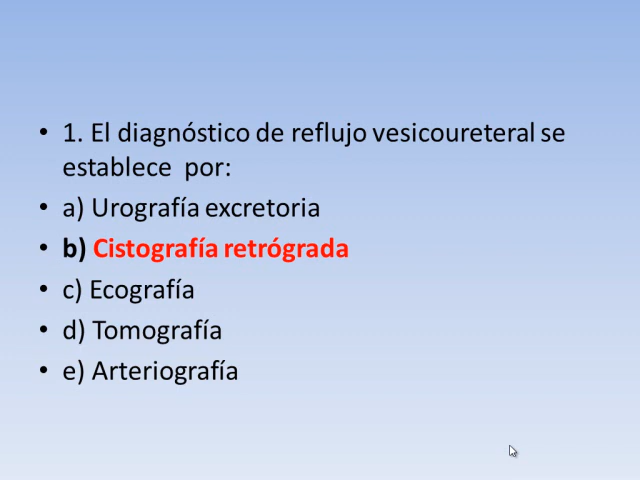 • 1. El diagnóstico de reflujo vesicoureteral se
establece por:
• a) Urografía excretoria
• b) Cistografía retrógrada
• c) Ecografía
• d) Tomografía
• e) Arteriografía